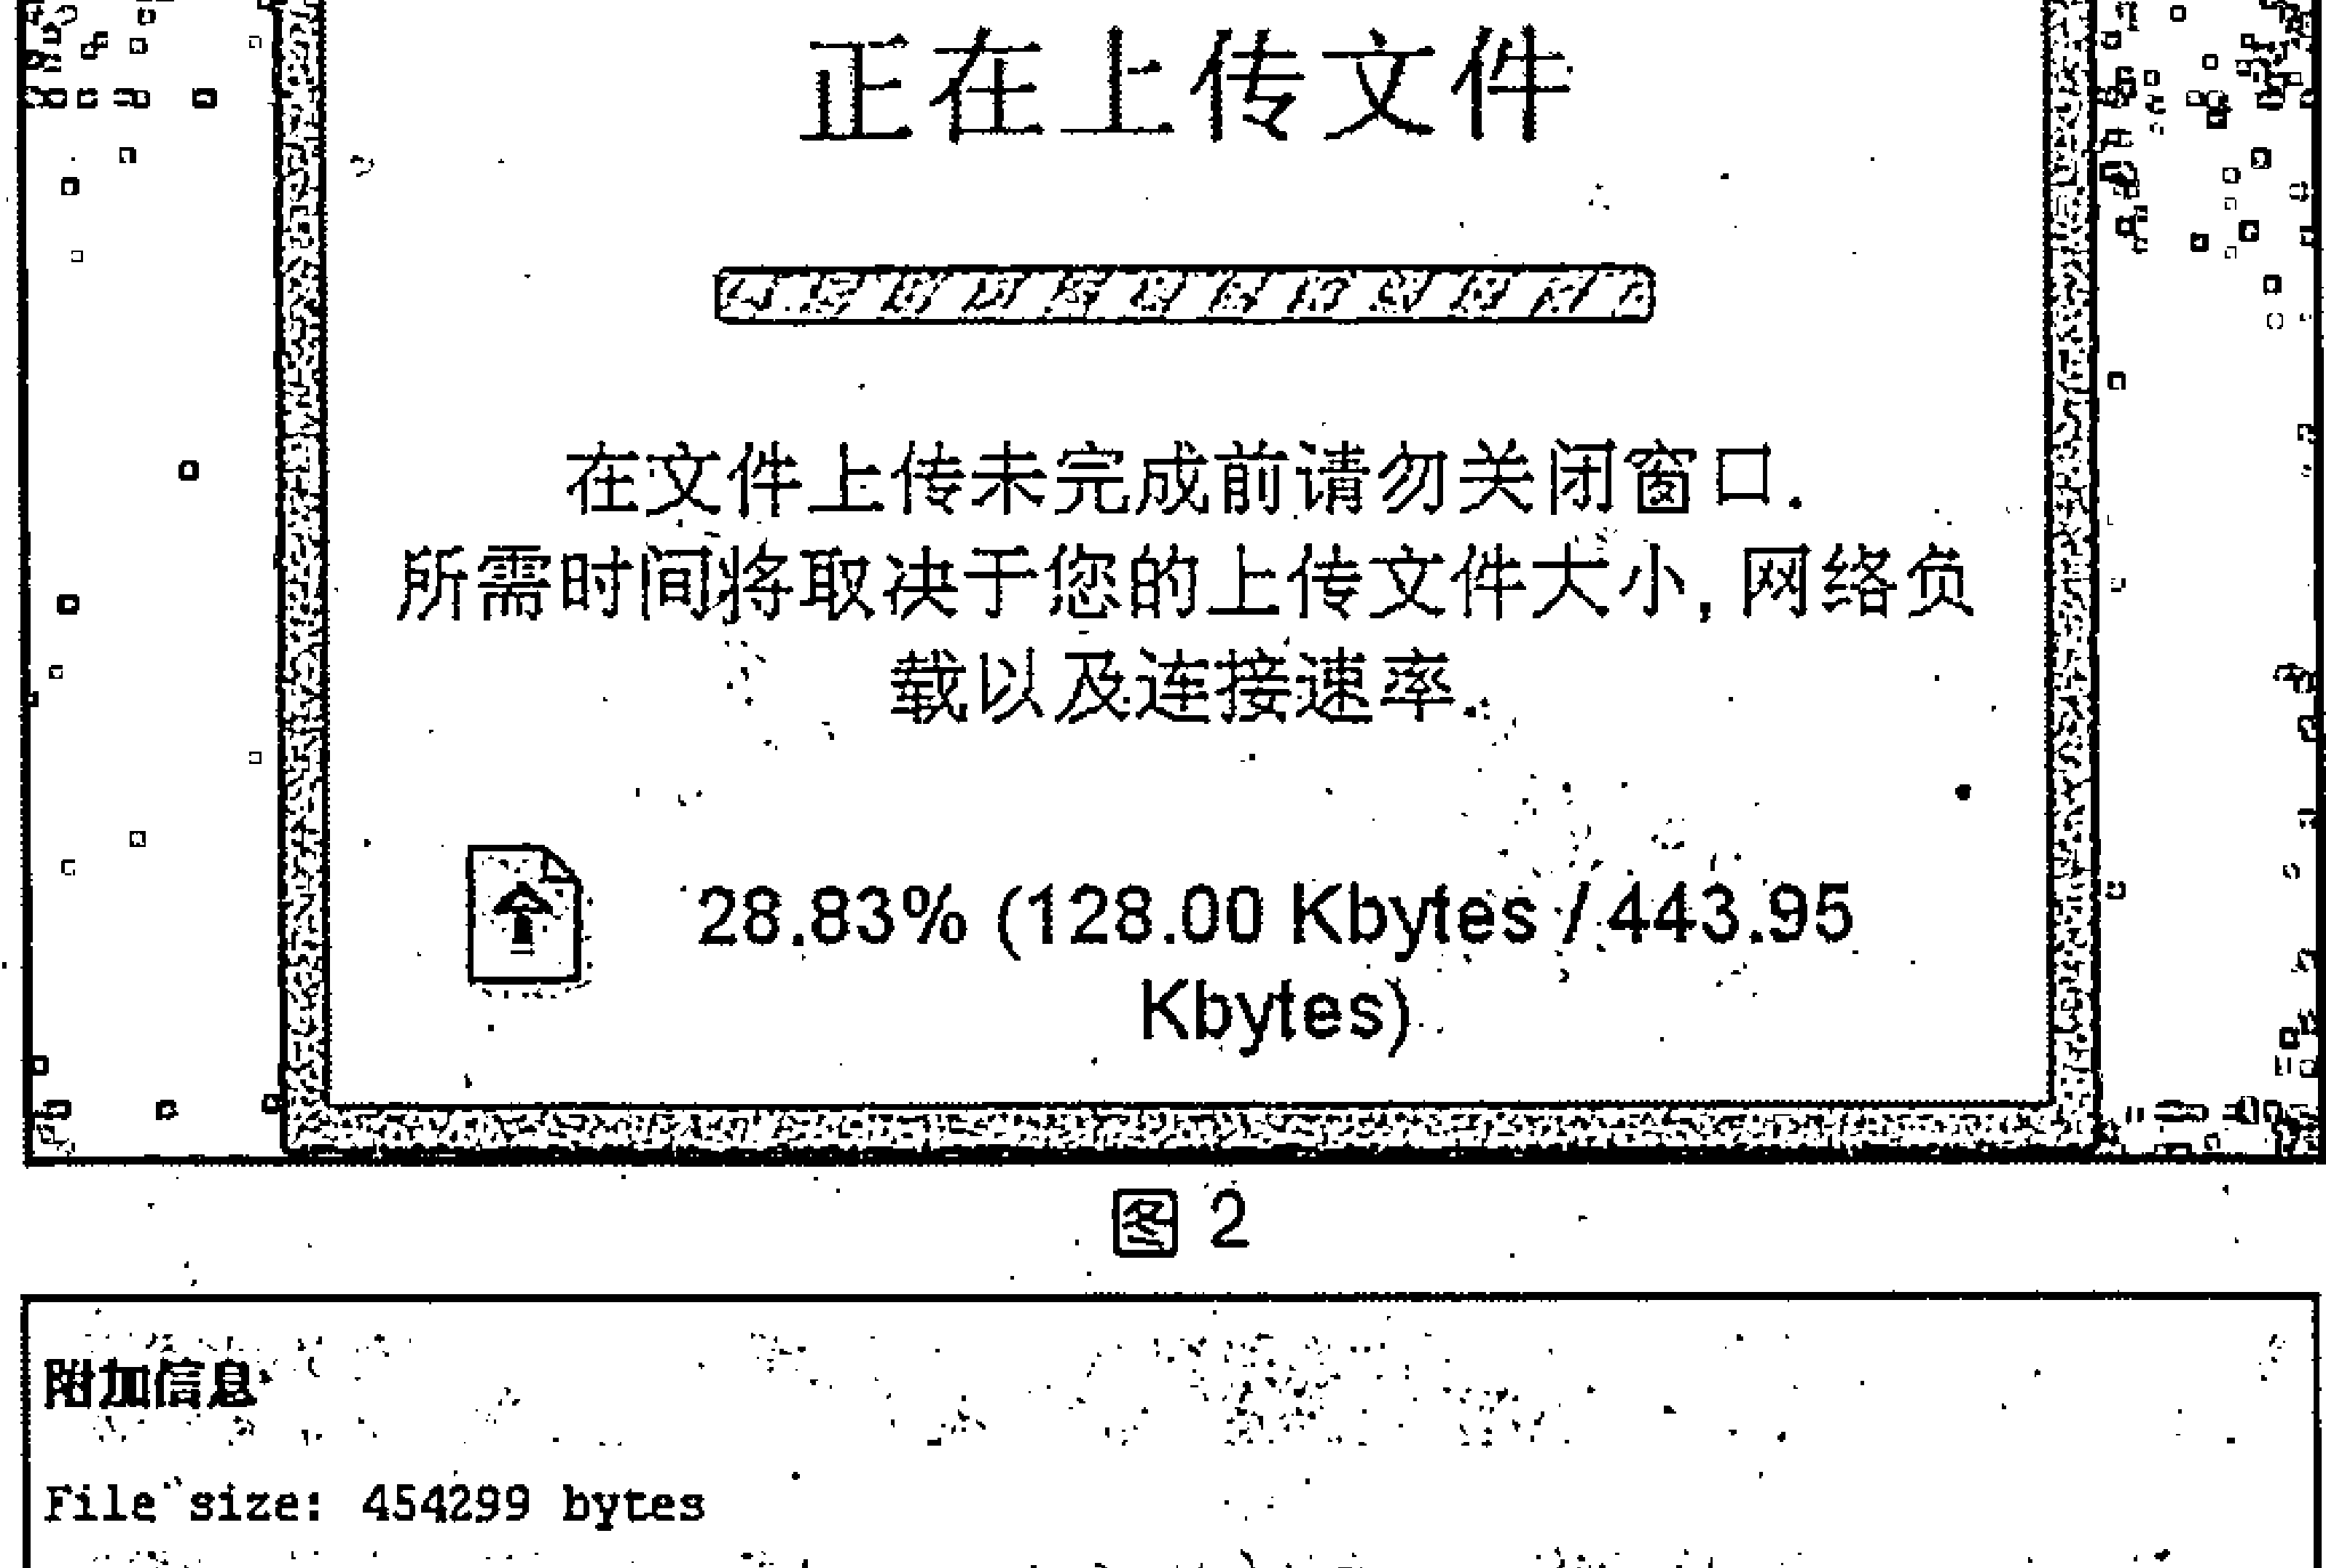 正在上传文件
在文件上传未完成前请勿关闭窗口.
所需时间将取决于您的上传文件大小,网络负
载以及连接速率.
28.83% (128.00 Kbytes / 443.95
Kbytes)
图 2
附加信息
File size: 454299 bytes